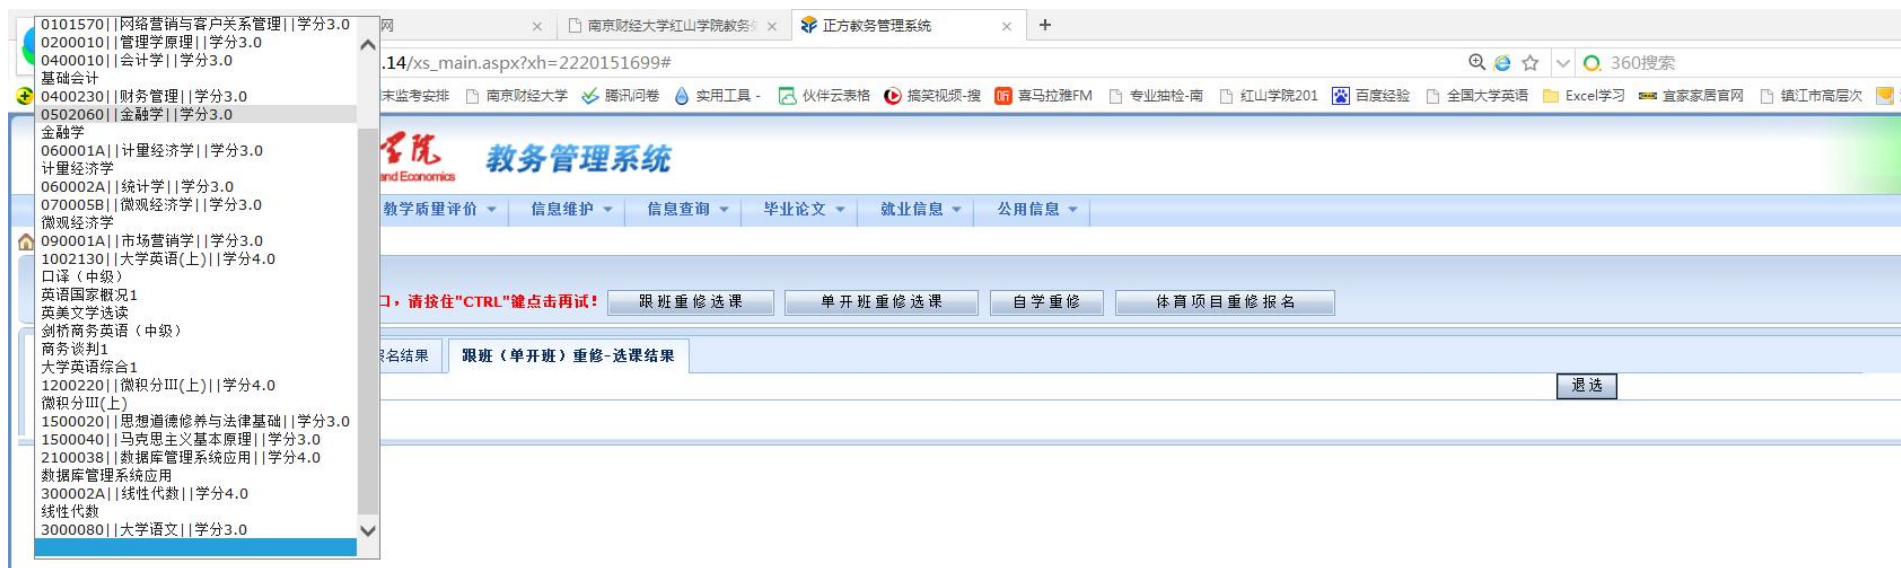 0101570||网络营销与客户关系管理||学分3.0
0200010||管理学原理||学分3.0
0400010||会计学||学分3.0
基础会计
0400230||财务管理||学分3.0
0502060||金融学||学分3.0
金融学
060001A||计量经济学||学分3.0
计量经济学
060002A||统计学||学分3.0
070005B||微观经济学||学分3.0
微观经济学
090001A||市场营销学||学分3.0
1002130||大学英语(上)||学分4.0
口译（中级）
英语国家概况1
英美文学选读
剑桥商务英语（中级）
商务谈判1
大学英语综合1
1200220||微积分III(上)||学分4.0
微积分III(上)
1500020||思想道德修养与法律基础||学分3.0
1500040||马克思主义基本原理||学分3.0
2100038||数据库管理系统应用||学分4.0
数据库管理系统应用
300002A||线性代数||学分4.0
线性代数
3000080||大学语文||学分3.0
网 × 南京财经大学红山学院教务 × 正方教务管理系统 × +
.14/xs_main.aspx?xh=2220151699# 360搜索
末监考安排 南京财经大学 腾讯问卷 实用工具 - 伙伴云表格 搞笑视频-搜 喜马拉雅FM 专业抽检-南 红山学院201 百度经验 全国大学英语 Excel学习 宜家家居官网 镇江市高层次
学院 教务管理系统
and Economics
教学质量评价 信息维护 信息查询 毕业论文 就业信息 公用信息
口，请按住"CTRL"键点击再试！ 跟班重修选课 单开班重修选课 自学重修 体育项目重修报名
名结果 跟班（单开班）重修-选课结果
退选